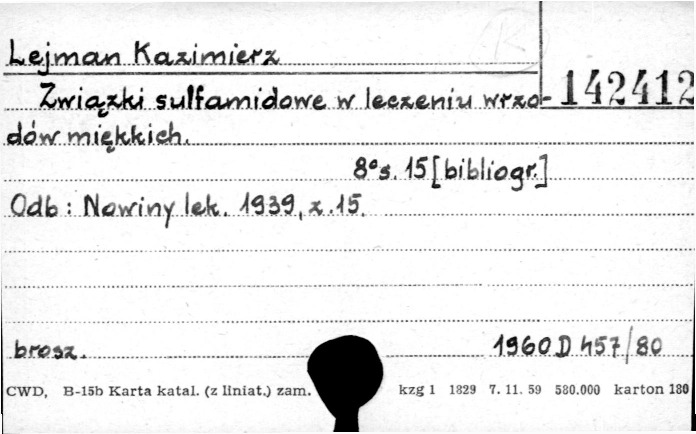 Lejman Kazimierz
142412
Związki sulfamidowe w leczeniu wrzo-
dów miękkich.
8° s. 15 [bibliogr.]
Odb : Nowiny lek. 1939, z. 15.
brosz. 1960 D 457/80
CWD, B-15b Karta katal. (z liniat.) zam. kzg 1 1829 7. 11. 59 580.000 karton 180